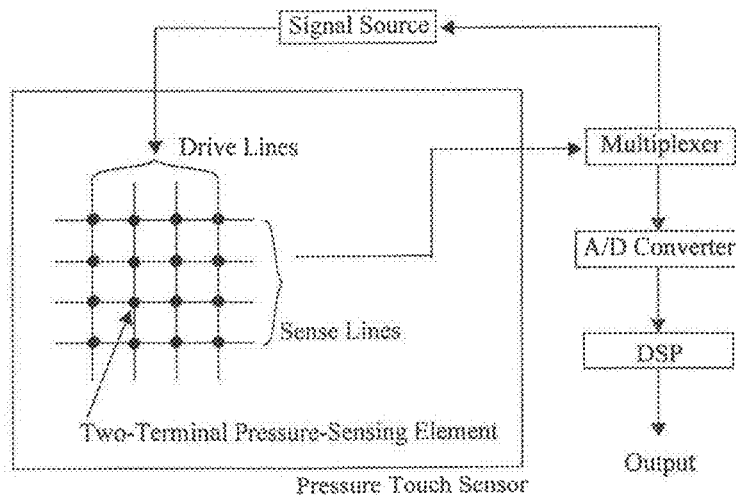 Signal Source
Drive Lines
Multiplexer
A/D Converter
Sense Lines
DSP
Two-Terminal Pressure-Sensing Element
Output
Pressure Touch Sensor